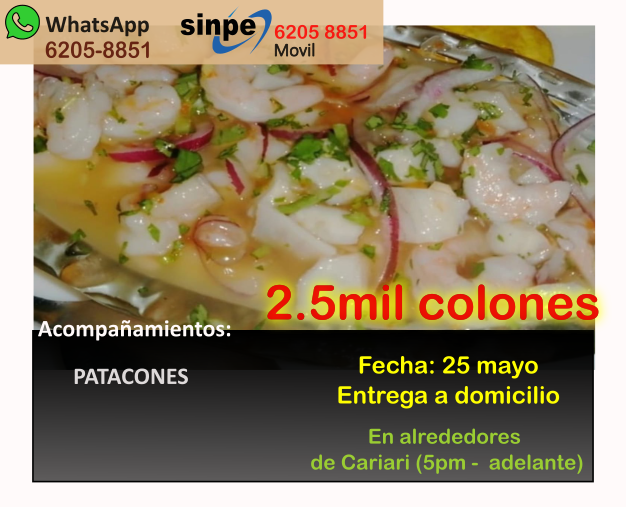 WhatsApp
6205-8851
sinpe
6205 8851
Movil
2.5mil colones
Acompañamientos:
PATACONES
Fecha: 25 mayo
Entrega a domicilio
En alrededores
de Cariari (5pm - adelante)